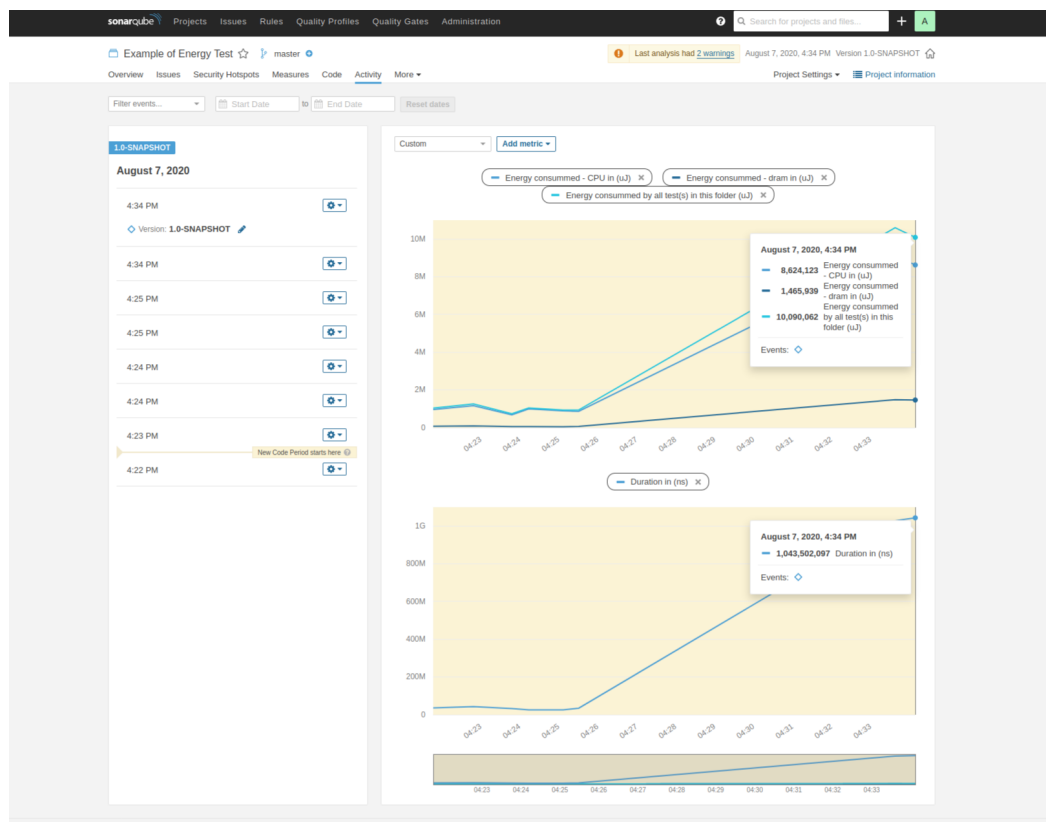 sonarqube Projects Issues Rules Quality Profiles Quality Gates Administration ? Search for projects and files... + A
Example of Energy Test master
Last analysis had 2 warnings August 7, 2020, 4:34 PM Version 1.0-SNAPSHOT
Overview Issues Security Hotspots Measures Code Activity More Project Settings Project information
Filter events... Start Date to End Date Reset dates
1.0-SNAPSHOT
August 7, 2020
4:34 PM
Version: 1.0-SNAPSHOT
4:34 PM
4:25 PM
4:25 PM
4:24 PM
4:24 PM
4:23 PM
New Code Period starts here ?
4:22 PM
Custom Add metric
Energy consummed - CPU in (uJ) × Energy consummed - dram in (uJ) ×
Energy consummed by all test(s) in this folder (uJ) ×
10M
8M
6M
4M
2M
0
04:23 04:24 04:25 04:26 04:27 04:28 04:29 04:30 04:31 04:32 04:33
August 7, 2020, 4:34 PM
8,624,123 Energy consummed
- CPU in (uJ)
1,465,939 Energy consummed
- dram in (uJ)
10,090,062 Energy consummed
by all test(s) in this
folder (uJ)
Events:
Duration in (ns) ×
1G
800M
600M
400M
200M
0
04:23 04:24 04:25 04:26 04:27 04:28 04:29 04:30 04:31 04:32 04:33
August 7, 2020, 4:34 PM
1,043,502,097 Duration in (ns)
Events:
04:23 04:24 04:25 04:26 04:27 04:28 04:29 04:30 04:31 04:32 04:33